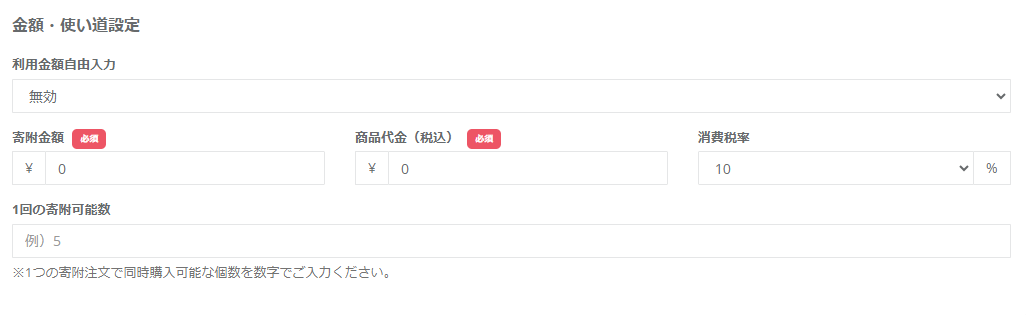 金額・使い道設定
利用金額自由入力
無効
寄附金額 必須 商品代金（税込） 必須 消費税率
¥ 0 ¥ 0 10 %
1回の寄附可能数
例）5
※1つの寄附注文で同時購入可能な個数を数字でご入力ください。